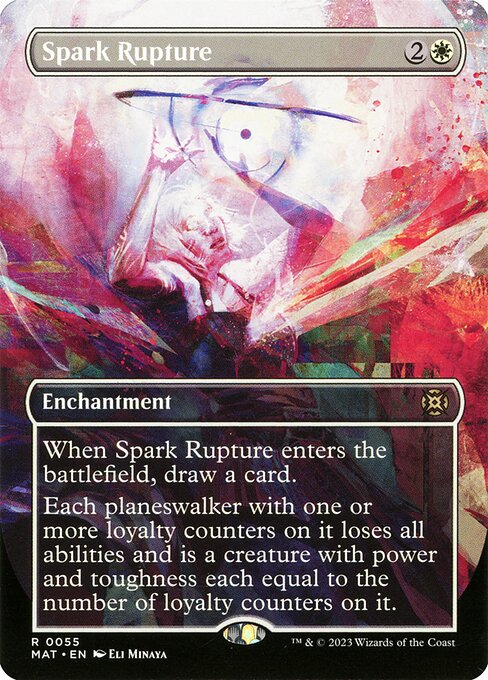 Spark Rupture 2
Enchantment
When Spark Rupture enters the
battlefield, draw a card.
Each planeswalker with one or
more loyalty counters on it loses all
abilities and is a creature with power
and toughness each equal to the
number of loyalty counters on it.
R 0055
MAT • EN Eli Minaya
™ & © 2023 Wizards of the Coast